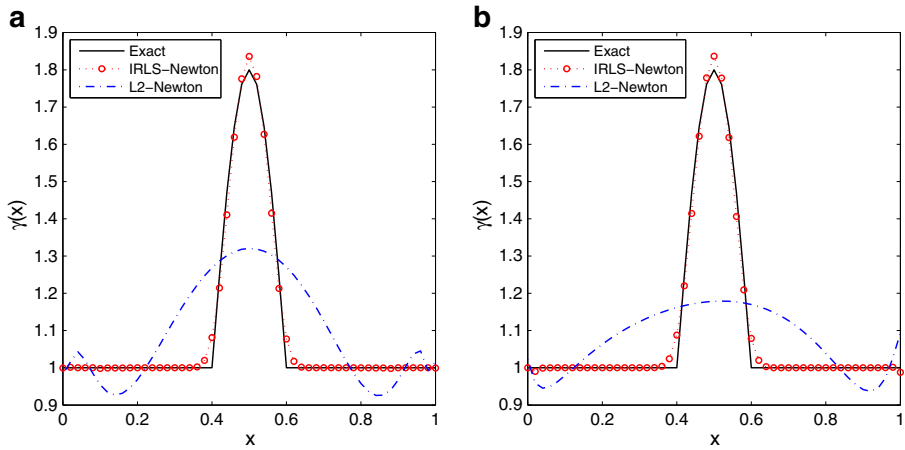 a
1.9
1.8
1.7
1.6
1.5
1.4
1.3
1.2
1.1
1
0.9
γ(x)
Exact
IRLS-Newton
L2-Newton
0
0.2
0.4
0.6
0.8
1
x
b
1.9
1.8
1.7
1.6
1.5
1.4
1.3
1.2
1.1
1
0.9
γ(x)
Exact
IRLS-Newton
L2-Newton
0
0.2
0.4
0.6
0.8
1
x